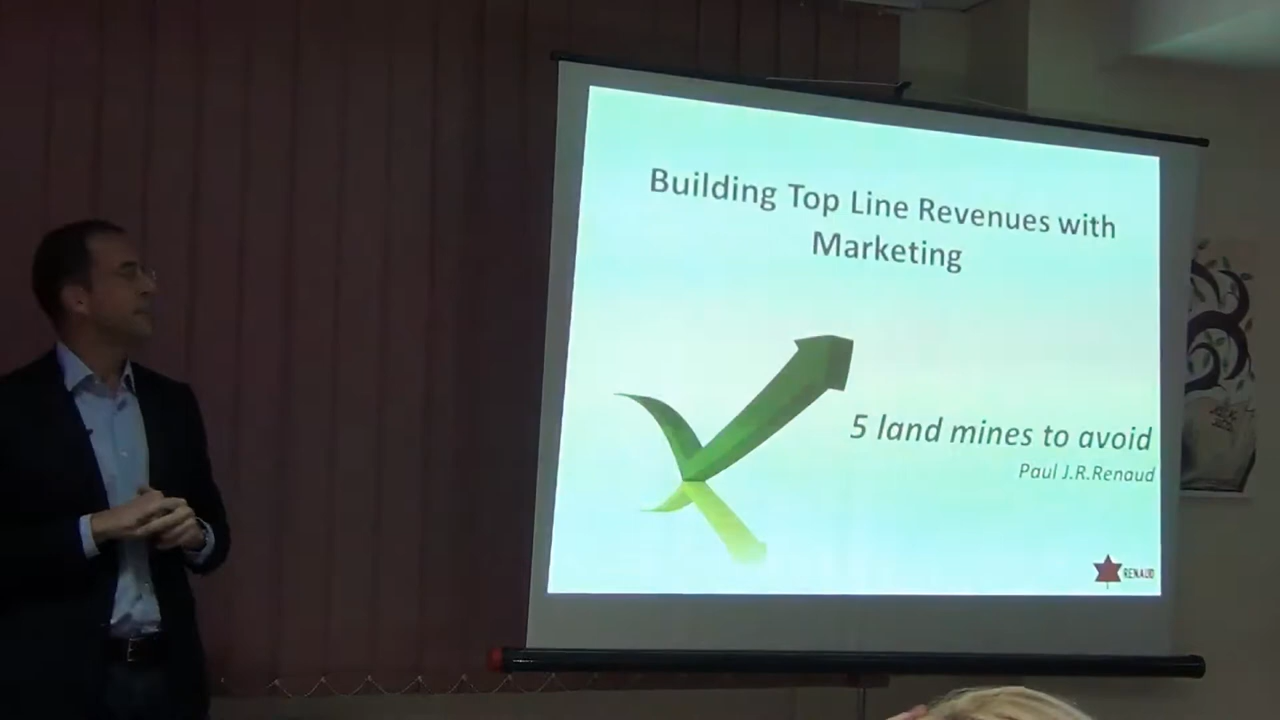 Building Top Line Revenues with
Marketing
5 land mines to avoid
Paul J.R.Renaud
RENAUD